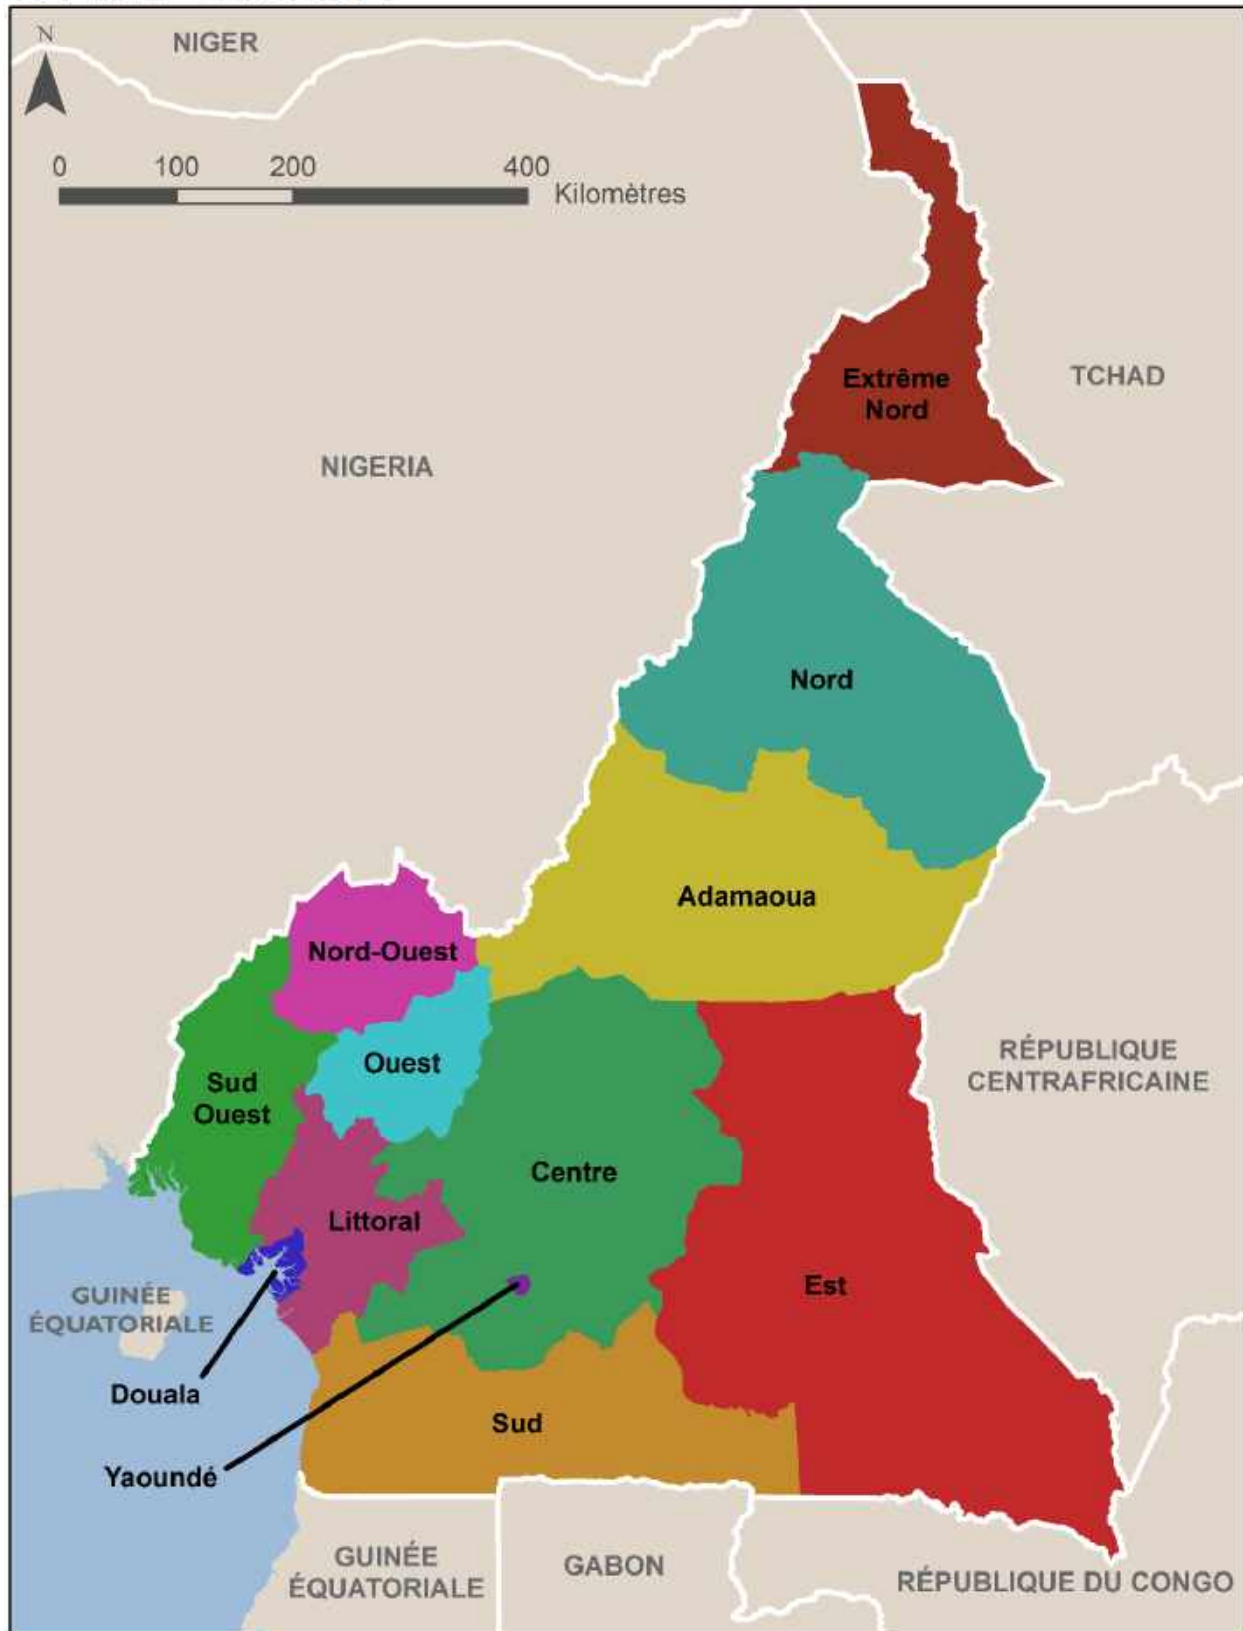 N
NIGER
0 100 200 400
Kilomètres
Extrême
Nord
TCHAD
NIGERIA
Nord
Adamaoua
Nord-Ouest
Ouest
Sud
Ouest
RÉPUBLIQUE
CENTRAFRICAINE
Centre
Littoral
Est
GUINÉE
ÉQUATORIALE
Douala
Sud
Yaoundé
GUINÉE
ÉQUATORIALE
GABON
RÉPUBLIQUE DU CONGO